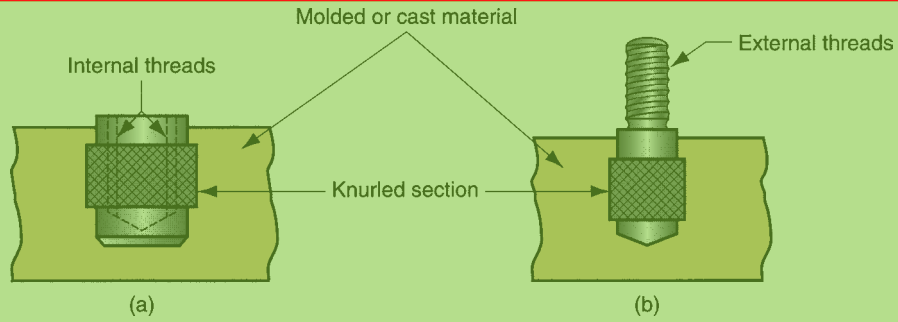 Molded or cast material
External threads
Internal threads
Knurled section
(a)
(b)